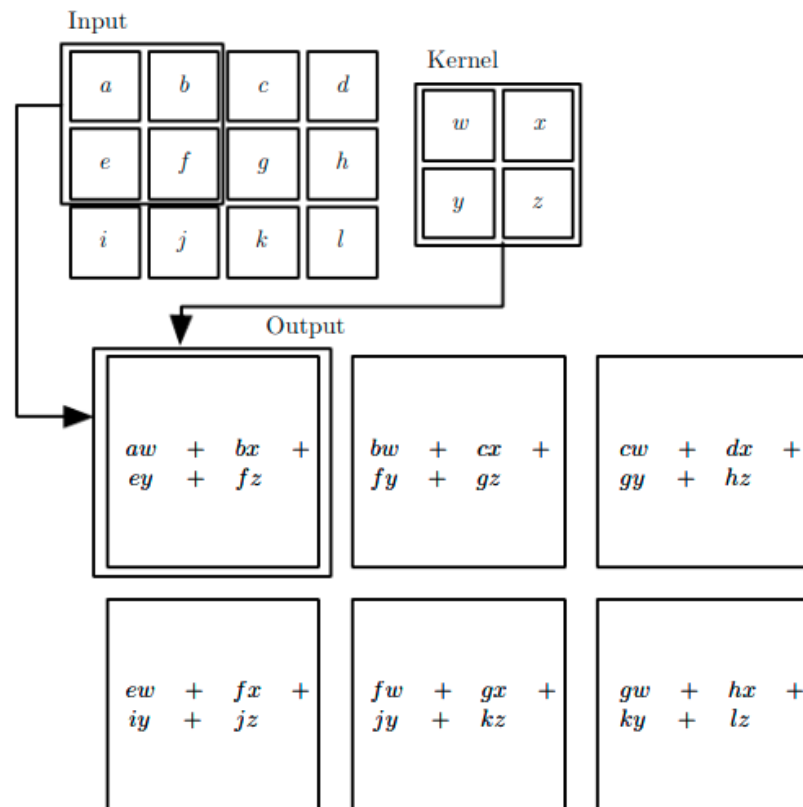 Input
a b c d
e f g h
i j k l
Kernel
w x
y z
Output
aw + bx +
ey + fz
bw + cx +
fy + gz
cw + dx +
gy + hz
ew + fx +
iy + jz
fw + gx +
jy + kz
gw + hx +
ky + lz